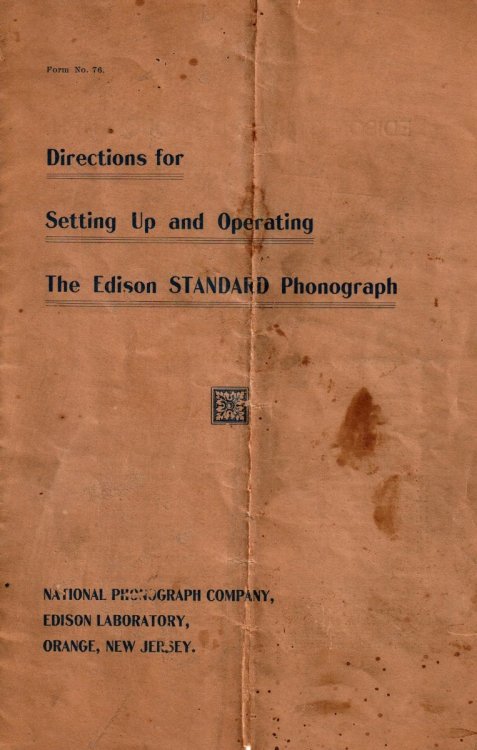 Form No. 76.
Directions for
Setting Up and Operating
The Edison STANDARD Phonograph
NATIONAL PHONOGRAPH COMPANY,
EDISON LABORATORY,
ORANGE, NEW JERSEY.